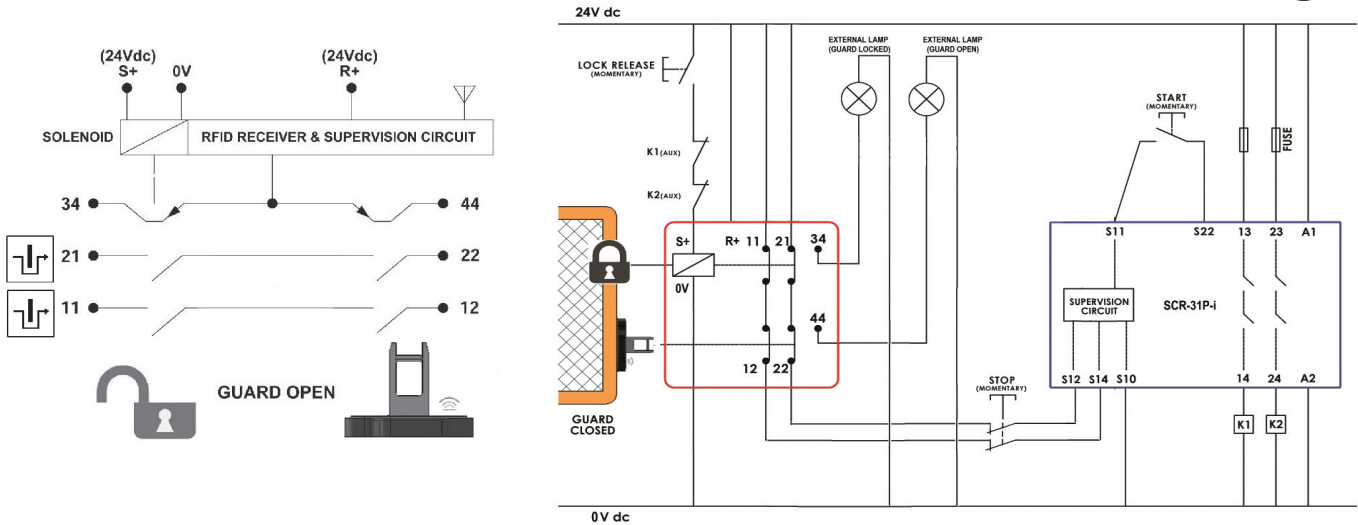 (24Vdc)
S+
0V
(24Vdc)
R+
SOLENOID
RFID RECEIVER & SUPERVISION CIRCUIT
34
44
21
22
11
12
GUARD OPEN
24V dc
LOCK RELEASE
(MOMENTARY)
K1(AUX)
K2(AUX)
EXTERNAL LAMP
(GUARD LOCKED)
EXTERNAL LAMP
(GUARD OPEN)
START
(MOMENTARY)
FUSE
S+
R+ 11 21 34
0V
44
12 22
GUARD
CLOSED
STOP
(MOMENTARY)
S11 S22 13 23 A1
SUPERVISION
CIRCUIT
SCR-31P-i
S12 S14 S10 14 24 A2
K1 K2
0V dc